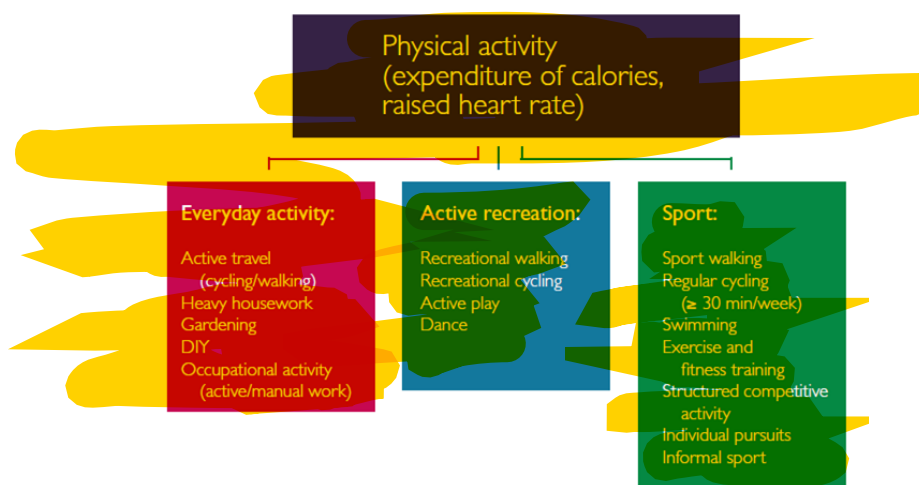 Physical activity
(expenditure of calories,
raised heart rate)
Everyday activity:
Active travel
(cycling/walking)
Heavy housework
Gardening
DIY
Occupational activity
(active/manual work)
Active recreation:
Recreational walking
Recreational cycling
Active play
Dance
Sport:
Sport walking
Regular cycling
(≥ 30 min/week)
Swimming
Exercise and
fitness training
Structured competitive
activity
Individual pursuits
Informal sport